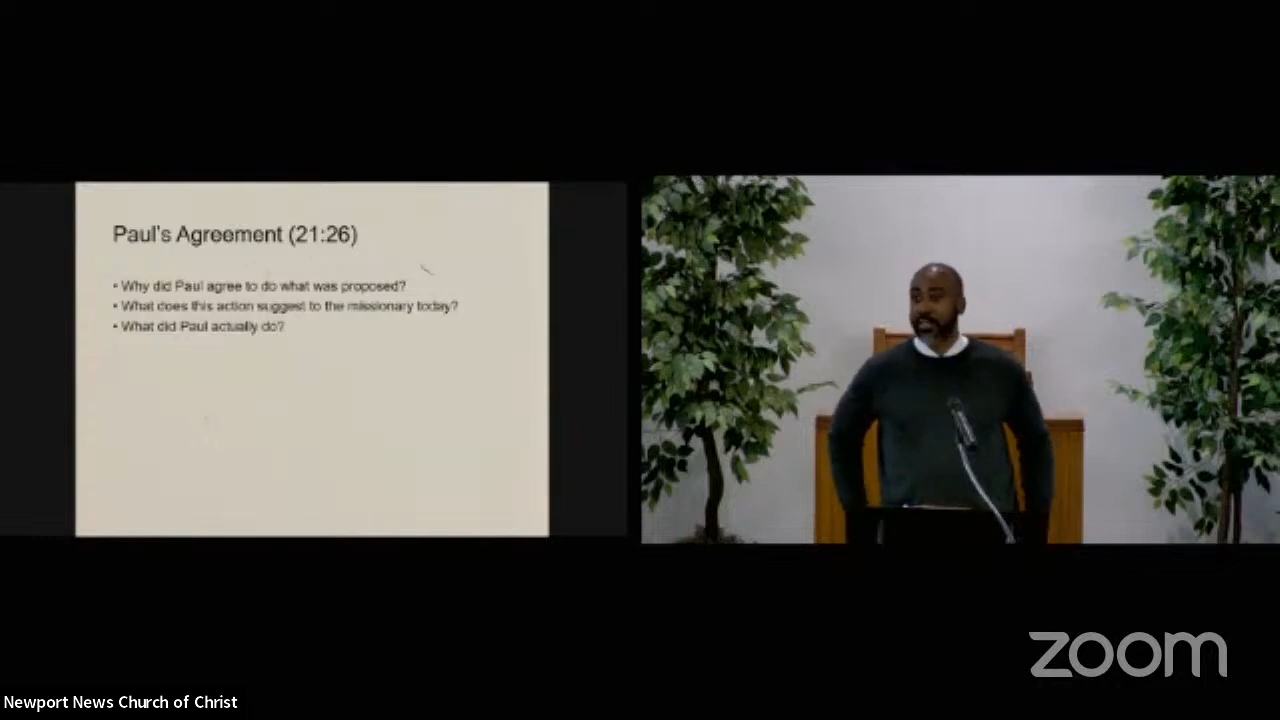 Paul's Agreement (21:26)
• Why did Paul agree to do what was proposed?
• What does this action suggest to the missionary today?
• What did Paul actually do?
zoom
Newport News Church of Christ